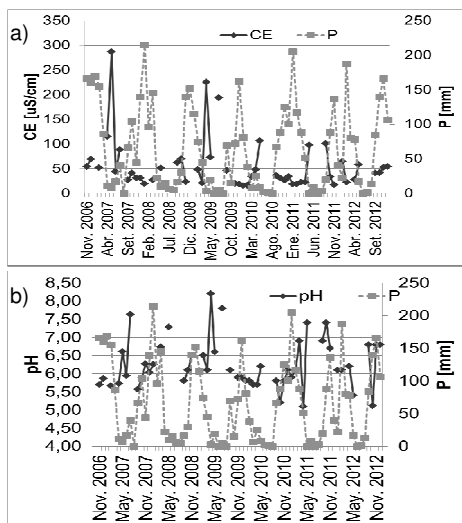 a)
CE
P
CE [uS/cm]
350
300
250
200
150
100
50
0
250
200
150
100
50
0
P [mm]
Nov. 2006
Abr. 2007
Set. 2007
Feb. 2008
Jul. 2008
Dic. 2008
May. 2009
Oct. 2009
Mar. 2010
Ago. 2010
Ene. 2011
Jun. 2011
Nov. 2011
Abr. 2012
Set. 2012
b)
pH
P
pH
8,50
8,00
7,50
7,00
6,50
6,00
5,50
5,00
4,50
4,00
250
200
150
100
50
0
P [mm]
Nov. 2006
May. 2007
Nov. 2007
May. 2008
Nov. 2008
May. 2009
Nov. 2009
May. 2010
Nov. 2010
May. 2011
Nov. 2011
May. 2012
Nov. 2012